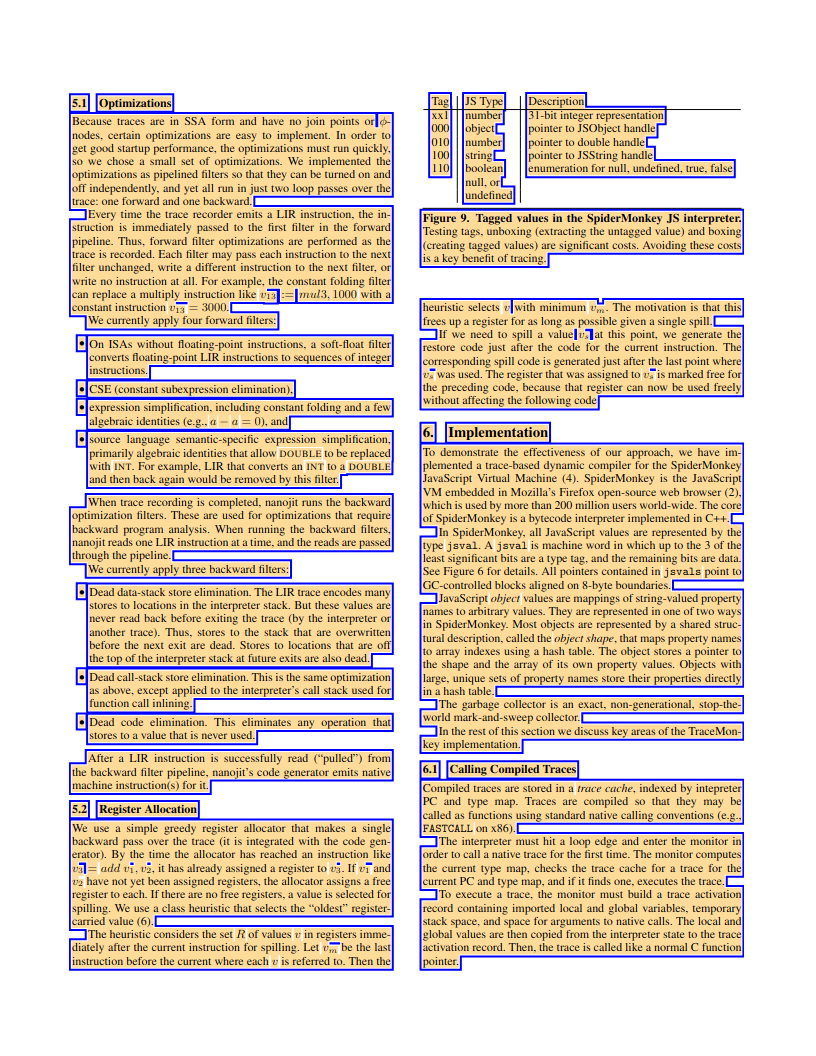 5.1 Optimizations
Because traces are in SSA form and have no join points or ϕ-
nodes, certain optimizations are easy to implement. In order to
get good startup performance, the optimizations must run quickly,
so we chose a small set of optimizations. We implemented the
optimizations as pipelined filters so that they can be turned on and
off independently, and yet all run in just two loop passes over the
trace: one forward and one backward.
Every time the trace recorder emits a LIR instruction, the in-
struction is immediately passed to the first filter in the forward
pipeline. Thus, forward filter optimizations are performed as the
trace is recorded. Each filter may pass each instruction to the next
filter unchanged, write a different instruction to the next filter, or
write no instruction at all. For example, the constant folding filter
can replace a multiply instruction like v13 := mul3, 1000 with a
constant instruction v13 = 3000.
We currently apply four forward filters:
• On ISAs without floating-point instructions, a soft-float filter
converts floating-point LIR instructions to sequences of integer
instructions.
• CSE (constant subexpression elimination),
• expression simplification, including constant folding and a few
algebraic identities (e.g., a − a = 0), and
• source language semantic-specific expression simplification,
primarily algebraic identities that allow DOUBLE to be replaced
with INT. For example, LIR that converts an INT to a DOUBLE
and then back again would be removed by this filter.
When trace recording is completed, nanojit runs the backward
optimization filters. These are used for optimizations that require
backward program analysis. When running the backward filters,
nanojit reads one LIR instruction at a time, and the reads are passed
through the pipeline.
We currently apply three backward filters:
• Dead data-stack store elimination. The LIR trace encodes many
stores to locations in the interpreter stack. But these values are
never read back before exiting the trace (by the interpreter or
another trace). Thus, stores to the stack that are overwritten
before the next exit are dead. Stores to locations that are off
the top of the interpreter stack at future exits are also dead.
• Dead call-stack store elimination. This is the same optimization
as above, except applied to the interpreter's call stack used for
function call inlining.
• Dead code elimination. This eliminates any operation that
stores to a value that is never used.
After a LIR instruction is successfully read ("pulled") from
the backward filter pipeline, nanojit's code generator emits native
machine instruction(s) for it.
5.2 Register Allocation
We use a simple greedy register allocator that makes a single
backward pass over the trace (it is integrated with the code gen-
erator). By the time the allocator has reached an instruction like
v3 = add v1, v2, it has already assigned a register to v3. If v1 and
v2 have not yet been assigned registers, the allocator assigns a free
register to each. If there are no free registers, a value is selected for
spilling. We use a class heuristic that selects the "oldest" register-
carried value (6).
The heuristic considers the set R of values v in registers imme-
diately after the current instruction for spilling. Let vm be the last
instruction before the current where each v is referred to. Then the
Tag JS Type Description
xx1 number 31-bit integer representation
000 object pointer to JSObject handle
010 number pointer to double handle
100 string pointer to JSString handle
110 boolean enumeration for null, undefined, true, false
null, or
undefined
Figure 9. Tagged values in the SpiderMonkey JS interpreter.
Testing tags, unboxing (extracting the untagged value) and boxing
(creating tagged values) are significant costs. Avoiding these costs
is a key benefit of tracing.
heuristic selects v with minimum vm. The motivation is that this
frees up a register for as long as possible given a single spill.
If we need to spill a value vs at this point, we generate the
restore code just after the code for the current instruction. The
corresponding spill code is generated just after the last point where
vs was used. The register that was assigned to vs is marked free for
the preceding code, because that register can now be used freely
without affecting the following code
6. Implementation
To demonstrate the effectiveness of our approach, we have im-
plemented a trace-based dynamic compiler for the SpiderMonkey
JavaScript Virtual Machine (4). SpiderMonkey is the JavaScript
VM embedded in Mozilla's Firefox open-source web browser (2),
which is used by more than 200 million users world-wide. The core
of SpiderMonkey is a bytecode interpreter implemented in C++.
In SpiderMonkey, all JavaScript values are represented by the
type jsval. A jsval is machine word in which up to the 3 of the
least significant bits are a type tag, and the remaining bits are data.
See Figure 6 for details. All pointers contained in jsvals point to
GC-controlled blocks aligned on 8-byte boundaries.
JavaScript object values are mappings of string-valued property
names to arbitrary values. They are represented in one of two ways
in SpiderMonkey. Most objects are represented by a shared struc-
tural description, called the object shape, that maps property names
to array indexes using a hash table. The object stores a pointer to
the shape and the array of its own property values. Objects with
large, unique sets of property names store their properties directly
in a hash table.
The garbage collector is an exact, non-generational, stop-the-
world mark-and-sweep collector.
In the rest of this section we discuss key areas of the TraceMon-
key implementation.
6.1 Calling Compiled Traces
Compiled traces are stored in a trace cache, indexed by intepreter
PC and type map. Traces are compiled so that they may be
called as functions using standard native calling conventions (e.g.,
FASTCALL on x86).
The interpreter must hit a loop edge and enter the monitor in
order to call a native trace for the first time. The monitor computes
the current type map, checks the trace cache for a trace for the
current PC and type map, and if it finds one, executes the trace.
To execute a trace, the monitor must build a trace activation
record containing imported local and global variables, temporary
stack space, and space for arguments to native calls. The local and
global values are then copied from the interpreter state to the trace
activation record. Then, the trace is called like a normal C function
pointer.